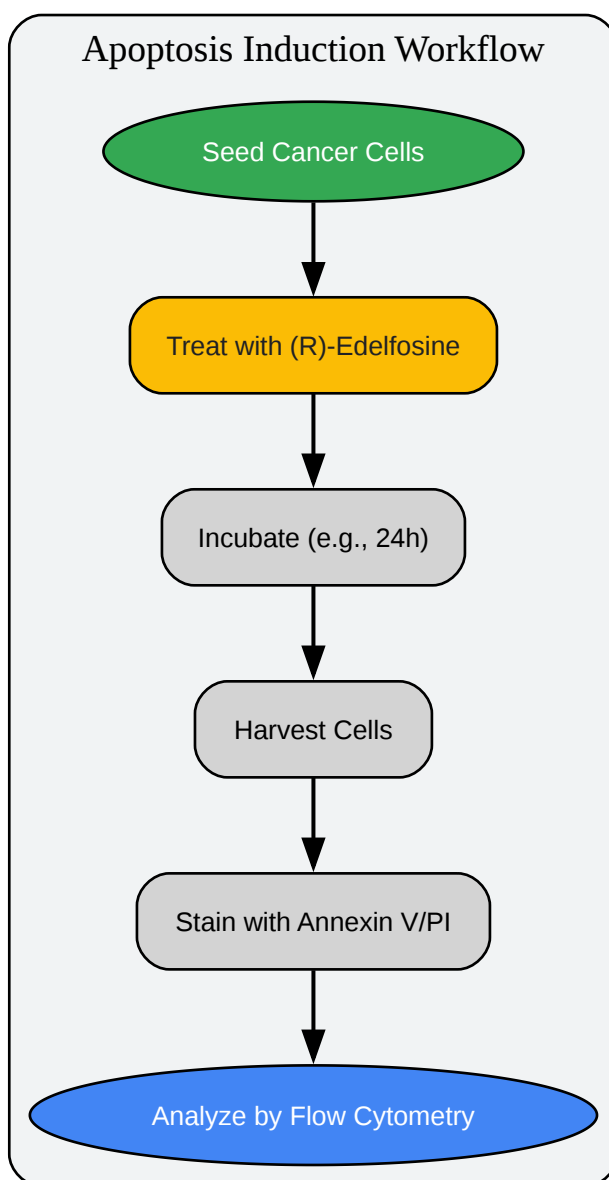 Apoptosis Induction Workflow
Seed Cancer Cells
Treat with (R)-Edelfosine
Incubate (e.g., 24h)
Harvest Cells
Stain with Annexin V/PI
Analyze by Flow Cytometry